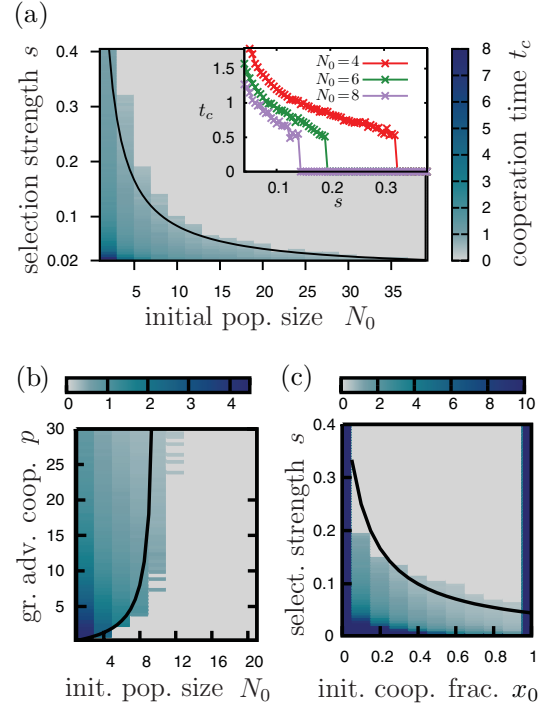 (a)
selection strength s
0.4
0.3
0.2
0.1
0.02
5 10 15 20 25 30 35
initial pop. size N₀
t_c
1.5
1
0.5
0
0.1 0.2 0.3
s
N₀=4
N₀=6
N₀=8
8
7
6
5
4
3
2
1
0
cooperation time t_c
(b)
0 1 2 3 4
gr. adv. coop. p
30
25
20
15
10
5
4 8 12 16 20
init. pop. size N₀
(c)
0 2 4 6 8 10
select. strength s
0.4
0.3
0.2
0.1
0
0 0.2 0.4 0.6 0.8 1
init. coop. frac. x₀